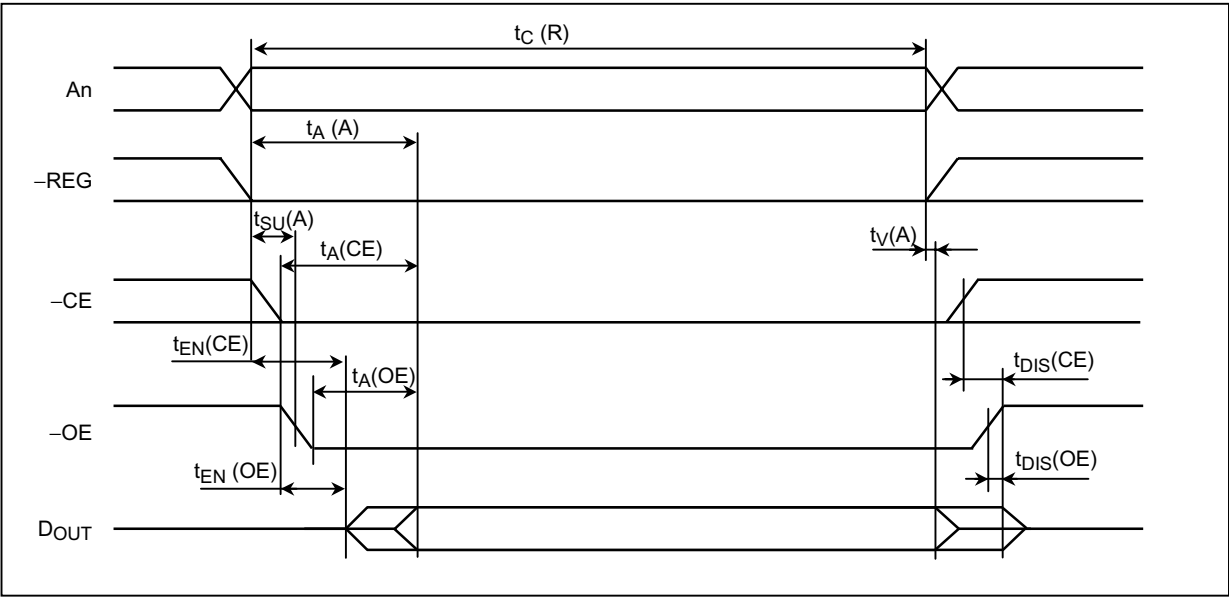 tC (R)
An
tA (A)
–REG
tSU(A)
tV(A)
tA(CE)
–CE
tEN(CE)
tDIS(CE)
tA(OE)
–OE
tDIS(OE)
tEN (OE)
DOUT